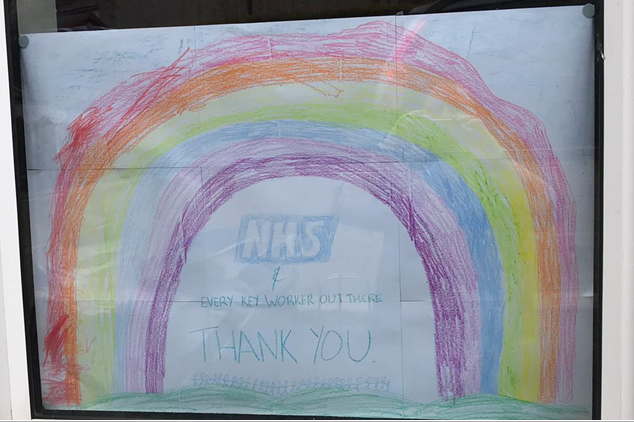 NHS
&
EVERY KEY WORKER OUT THERE
THANK YOU.